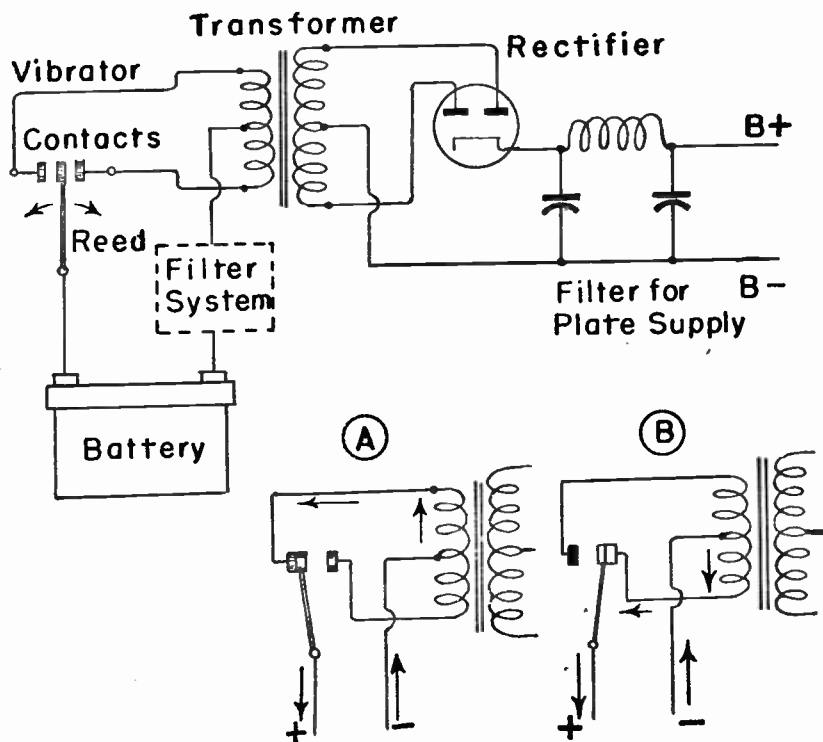 Transformer
Rectifier
Vibrator
Contacts
B+
Reed
Filter
System
Filter for
Plate Supply
B-
Battery
A
B
+
-
+
-